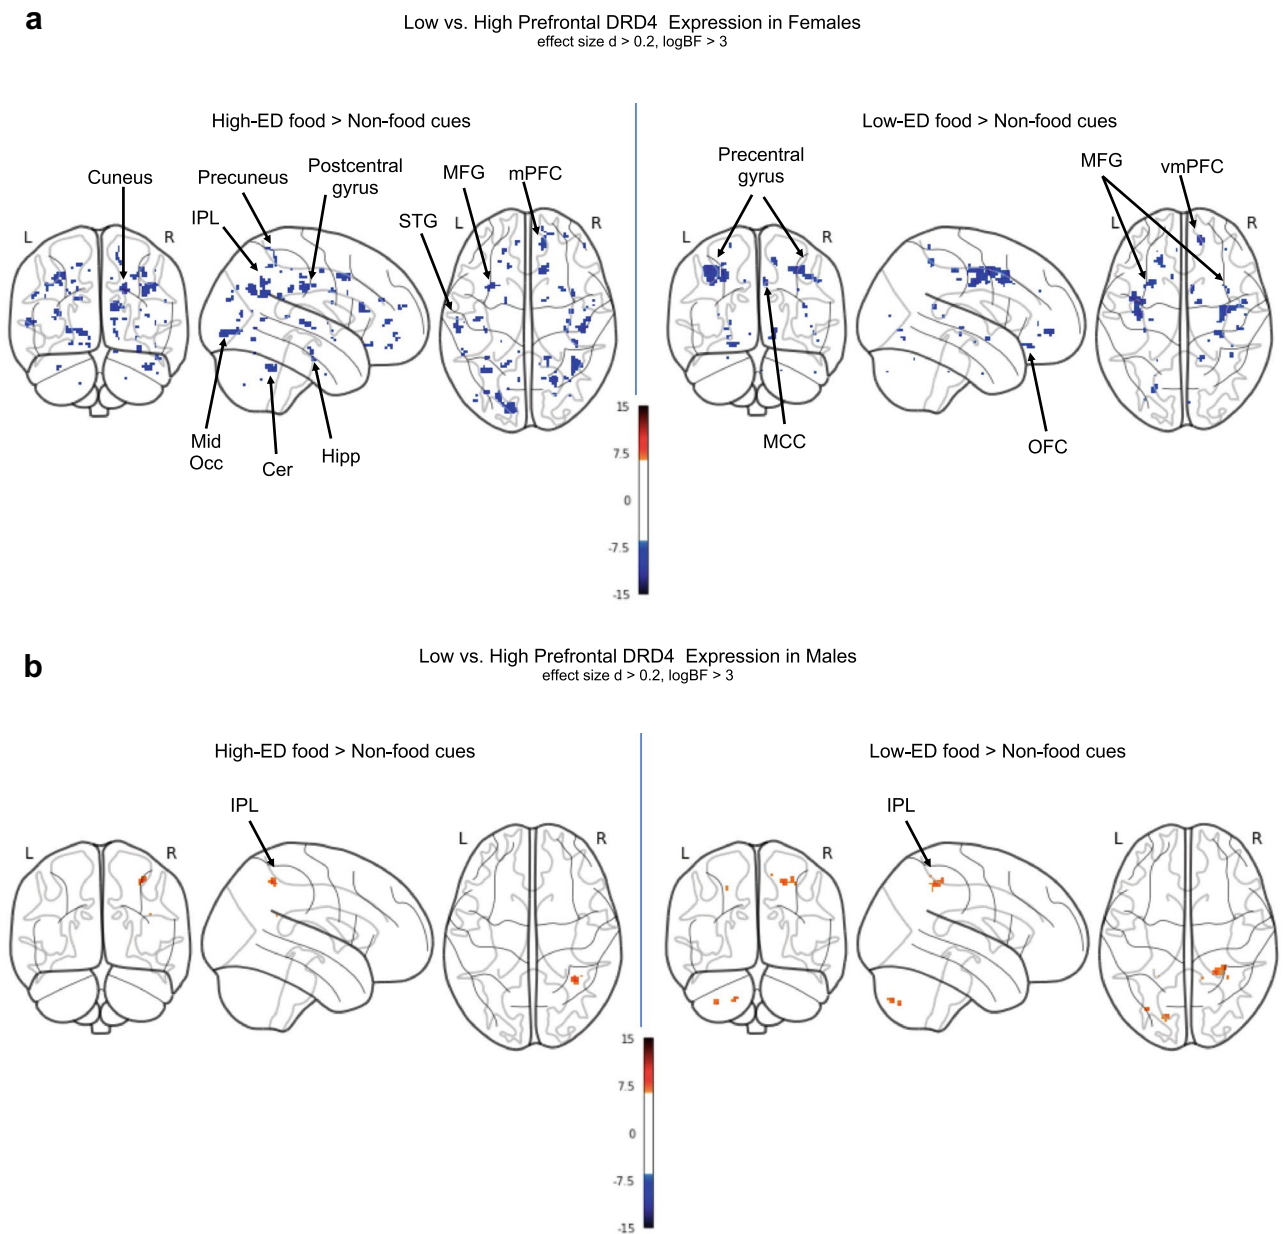 a
Low vs. High Prefrontal DRD4 Expression in Females
effect size d > 0.2, logBF > 3
High-ED food > Non-food cues
Low-ED food > Non-food cues
Cuneus
Precuneus
Postcentral
gyrus
IPL
STG
MFG
mPFC
L
R
L
R
Mid
Occ
Cer
Hipp
Precentral
gyrus
MFG
vmPFC
L
R
L
R
MCC
OFC
15
7.5
0
-7.5
-15
b
Low vs. High Prefrontal DRD4 Expression in Males
effect size d > 0.2, logBF > 3
High-ED food > Non-food cues
Low-ED food > Non-food cues
IPL
L
R
L
R
IPL
L
R
L
R
15
7.5
0
-7.5
-15